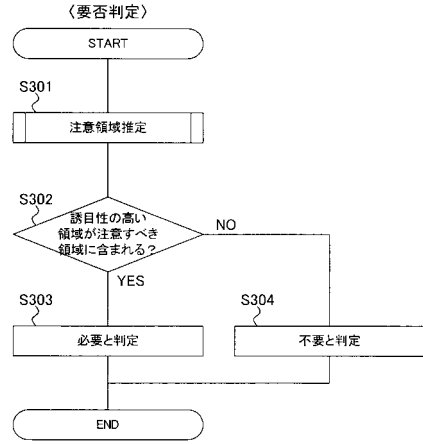 〈要否判定〉
START
S301
注意領域推定
S302
誘目性の高い
領域が注意すべき
領域に含まれる?
NO
YES
S303
必要と判定
S304
不要と判定
END